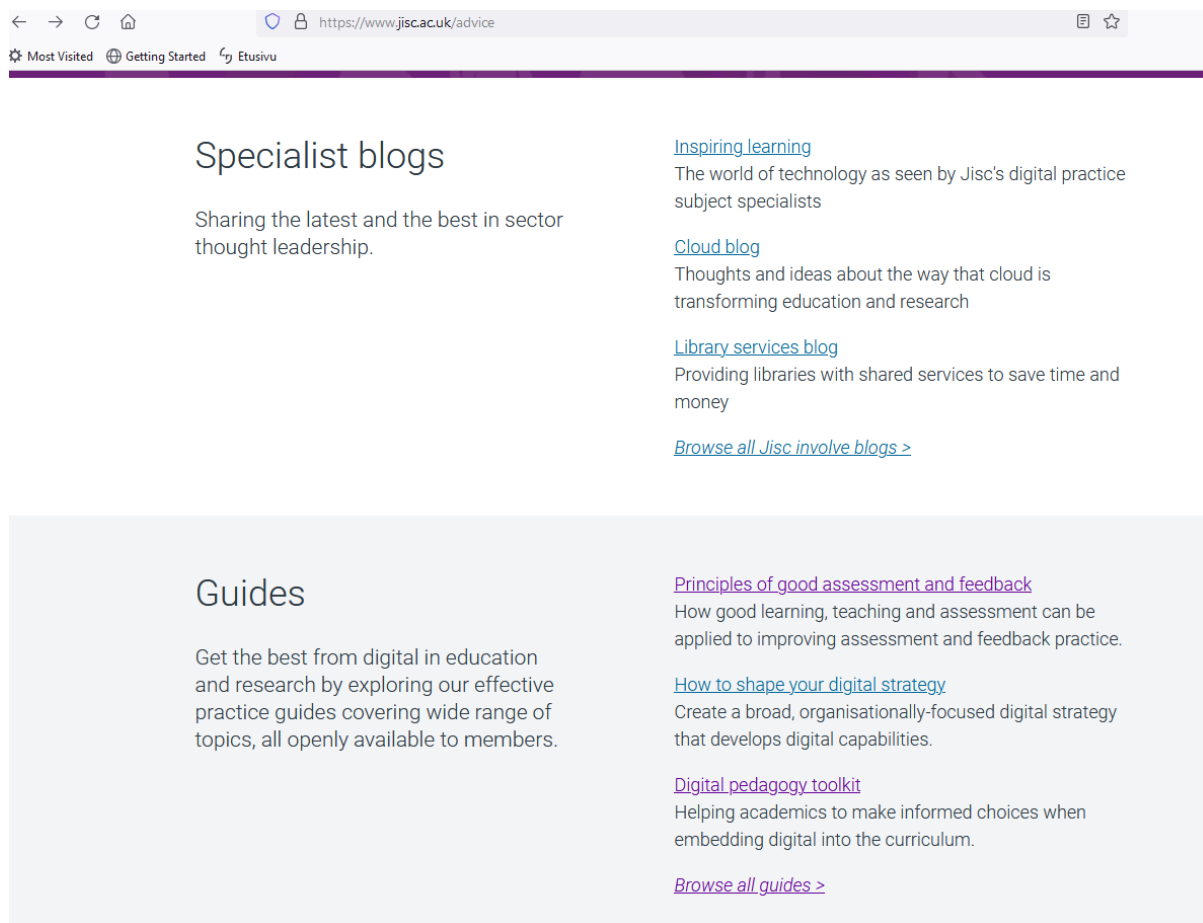 https://www.jisc.ac.uk/advice
Most Visited Getting Started Etusivu
Specialist blogs
Sharing the latest and the best in sector
thought leadership.
Inspiring learning
The world of technology as seen by Jisc's digital practice
subject specialists
Cloud blog
Thoughts and ideas about the way that cloud is
transforming education and research
Library services blog
Providing libraries with shared services to save time and
money
Browse all Jisc involve blogs >
Guides
Get the best from digital in education
and research by exploring our effective
practice guides covering wide range of
topics, all openly available to members.
Principles of good assessment and feedback
How good learning, teaching and assessment can be
applied to improving assessment and feedback practice.
How to shape your digital strategy
Create a broad, organisationally-focused digital strategy
that develops digital capabilities.
Digital pedagogy toolkit
Helping academics to make informed choices when
embedding digital into the curriculum.
Browse all guides >